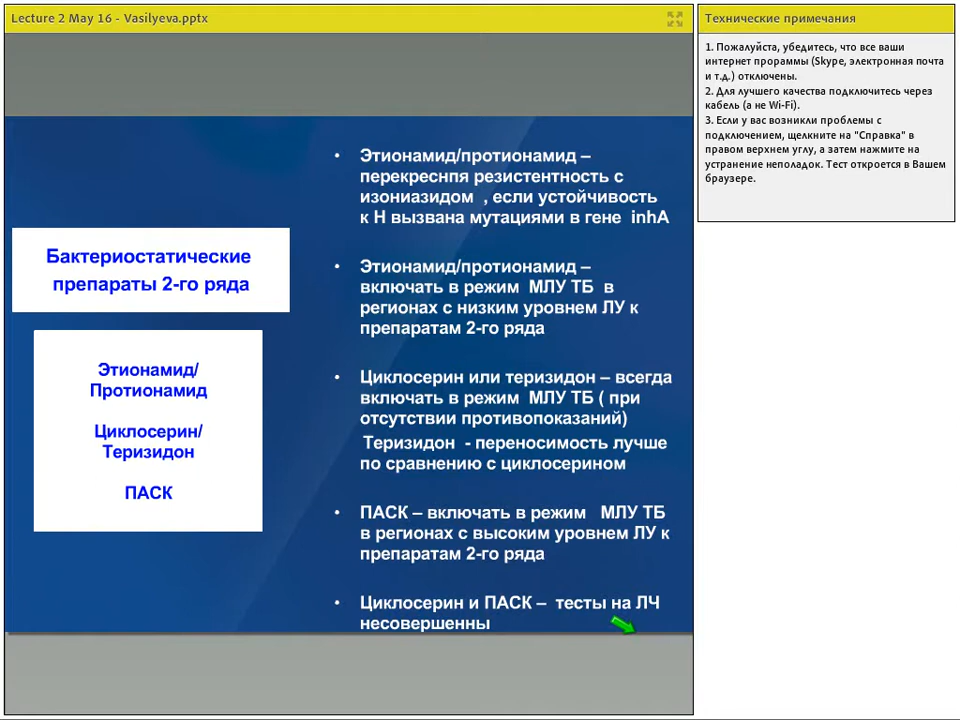 Lecture 2 May 16 - Vasilyeva.pptx
Бактериостатические
препараты 2-го ряда
Этионамид/
Протионамид
Циклосерин/
Теризидон
ПАСК
• Этионамид/протионамид –
перекреснпя резистентность с
изониазидом , если устойчивость
к Н вызвана мутациями в гене inhA
• Этионамид/протионамид –
включать в режим МЛУ ТБ в
регионах с низким уровнем ЛУ к
препаратам 2-го ряда
• Циклосерин или теризидон – всегда
включать в режим МЛУ ТБ ( при
отсутствии противопоказаний)
Теризидон - переносимость лучше
по сравнению с циклосерином
• ПАСК – включать в режим МЛУ ТБ
в регионах с высоким уровнем ЛУ к
препаратам 2-го ряда
• Циклосерин и ПАСК – тесты на ЛЧ
несовершенны
Технические примечания
1. Пожалуйста, убедитесь, что все ваши
интернет прораммы (Skype, электронная почта
и т.д.) отключены.
2. Для лучшего качества подключитесь через
кабель (а не Wi-Fi).
3. Если у вас возникли проблемы с
подключением, щелкните на "Справка" в
правом верхнем углу, а затем нажмите на
устранение неполадок. Тест откроется в Вашем
браузере.